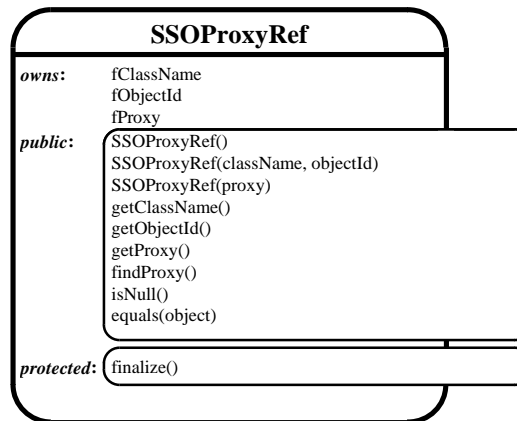 SSOProxyRef
owns: fClassName
fObjectId
fProxy
public: SSOProxyRef()
SSOProxyRef(className, objectId)
SSOProxyRef(proxy)
getClassName()
getObjectId()
getProxy()
findProxy()
isNull()
equals(object)
protected: finalize()